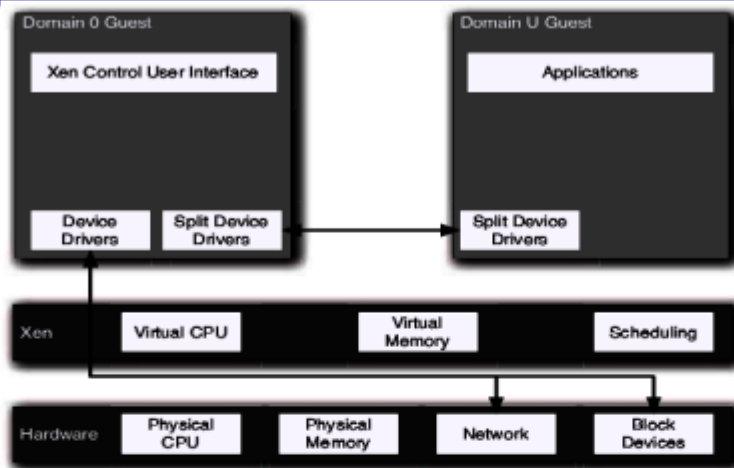 Domain 0 Guest
Domain U Guest
Xen Control User Interface
Applications
Device
Drivers
Split Device
Drivers
Split Device
Drivers
Xen
Virtual CPU
Virtual
Memory
Scheduling
Hardware
Physical
CPU
Physical
Memory
Network
Block
Devices